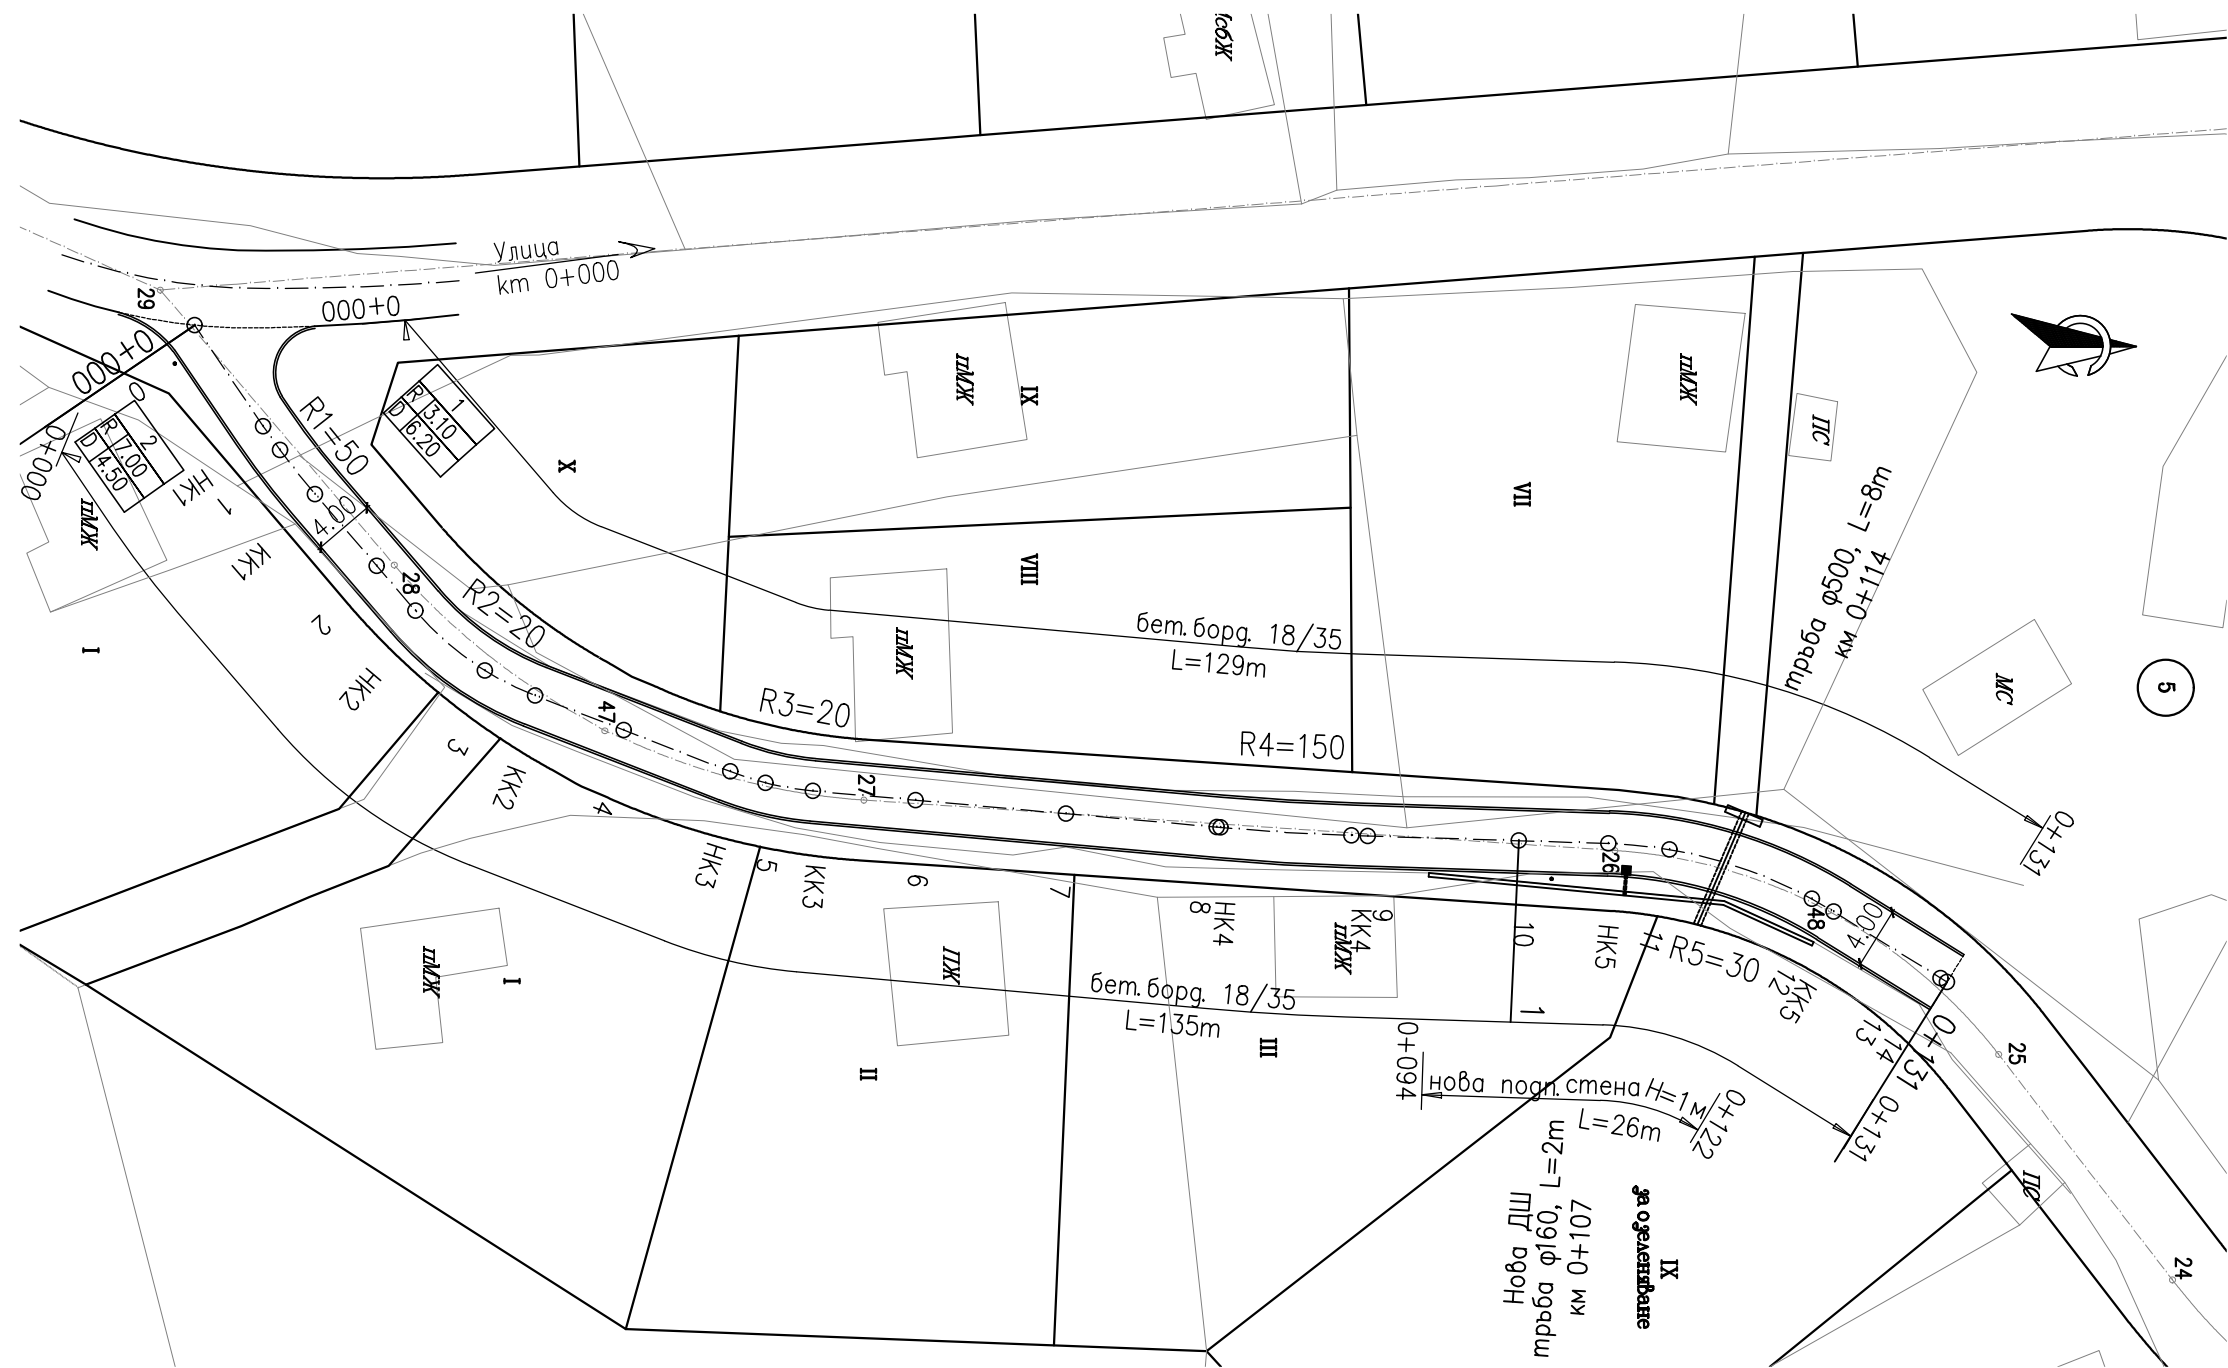 ІсбЖ
Улица
km 0+000
29
0+000
0+000
0
0+000
2
R 7.00
D 4.50
1
R 3.10
D 6.20
R1=50
4.00
НК1
1
КК1
2
НК2
3
КК2
4
НК3
5
КК3
6
7
8
НК4
9
КК4
10
НК5
11
12
КК5
13
14
28
R2=20
47
R3=20
27
R4=150
26
R5=30
48
4.00
25
24
пМЖ
I
X
пМЖ
IX
VIII
пМЖ
VII
пМЖ
ПС
МС
5
тръба φ500, L=8m
км 0+114
бет.борд. 18/35
L=129m
0+131
бет.борд. 18/35
L=135m
0+131
0+131
1
пМЖ
I
ПЖ
II
пМЖ
III
0+094
нова подп.стена H=1м
L=26m
0+122
Нова ДШ
тръба φ160, L=2m
км 0+107
IX
за озеленяване
ПС